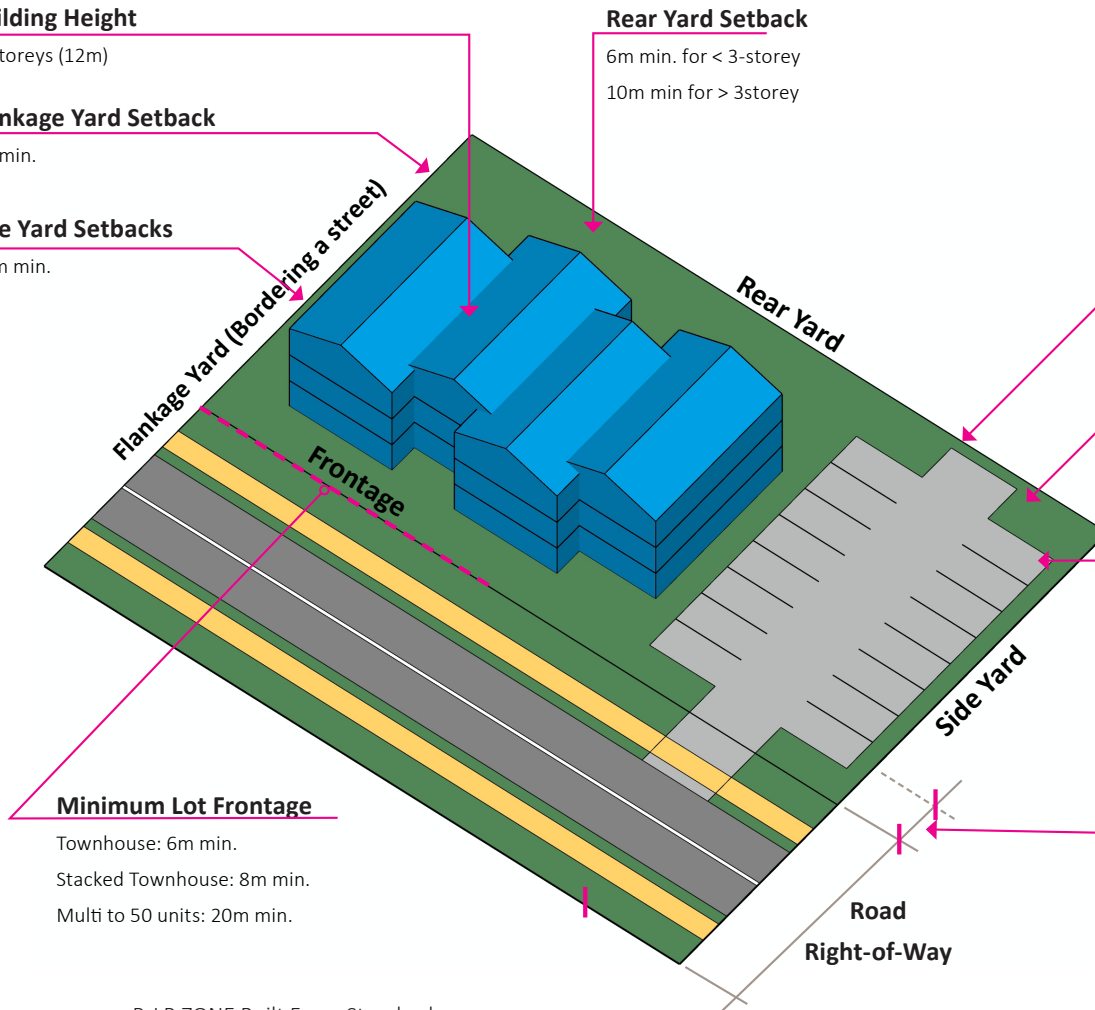 ilding Height
toreys (12m)
Rear Yard Setback
6m min. for < 3-storey
10m min for > 3storey
nkage Yard Setback
min.
e Yard Setbacks
m min.
Flankage Yard (Bordering a street)
Rear Yard
Frontage
Side Yard
Minimum Lot Frontage
Townhouse: 6m min.
Stacked Townhouse: 8m min.
Multi to 50 units: 20m min.
Road
Right-of-Way